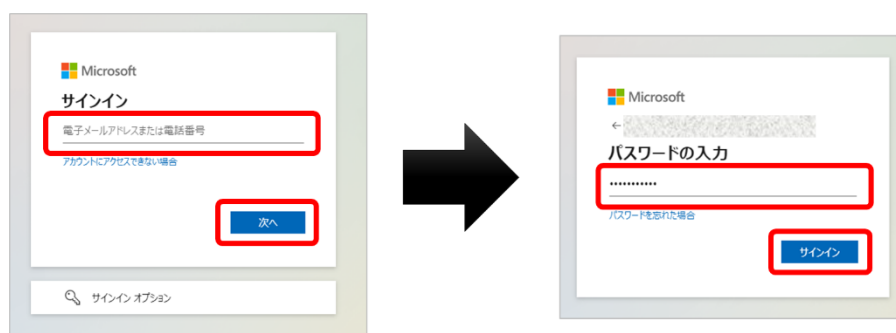 Microsoft
サインイン
電子メールアドレスまたは電話番号
アカウントにアクセスできない場合
次へ
サインイン オプション
Microsoft
←
パスワードの入力
•••••••••••
パスワードを忘れた場合
サインイン